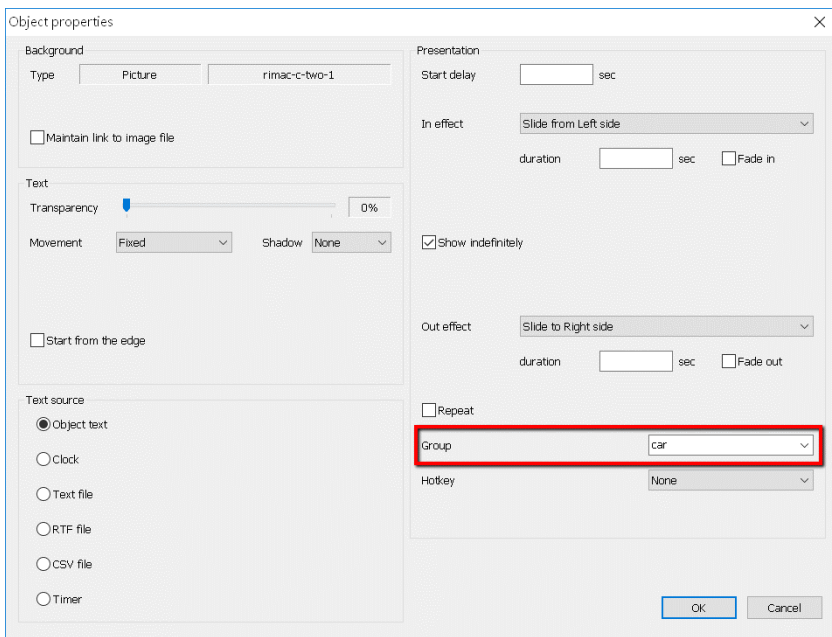 Object properties
Background
Type Picture rimac-c-two-1
Maintain link to image file
Text
Transparency 0%
Movement Fixed Shadow None
Start from the edge
Text source
Object text
Clock
Text file
RTF file
CSV file
Timer
Presentation
Start delay sec
In effect Slide from Left side
duration sec Fade in
Show indefinitely
Out effect Slide to Right side
duration sec Fade out
Repeat
Group car
Hotkey None
OK Cancel